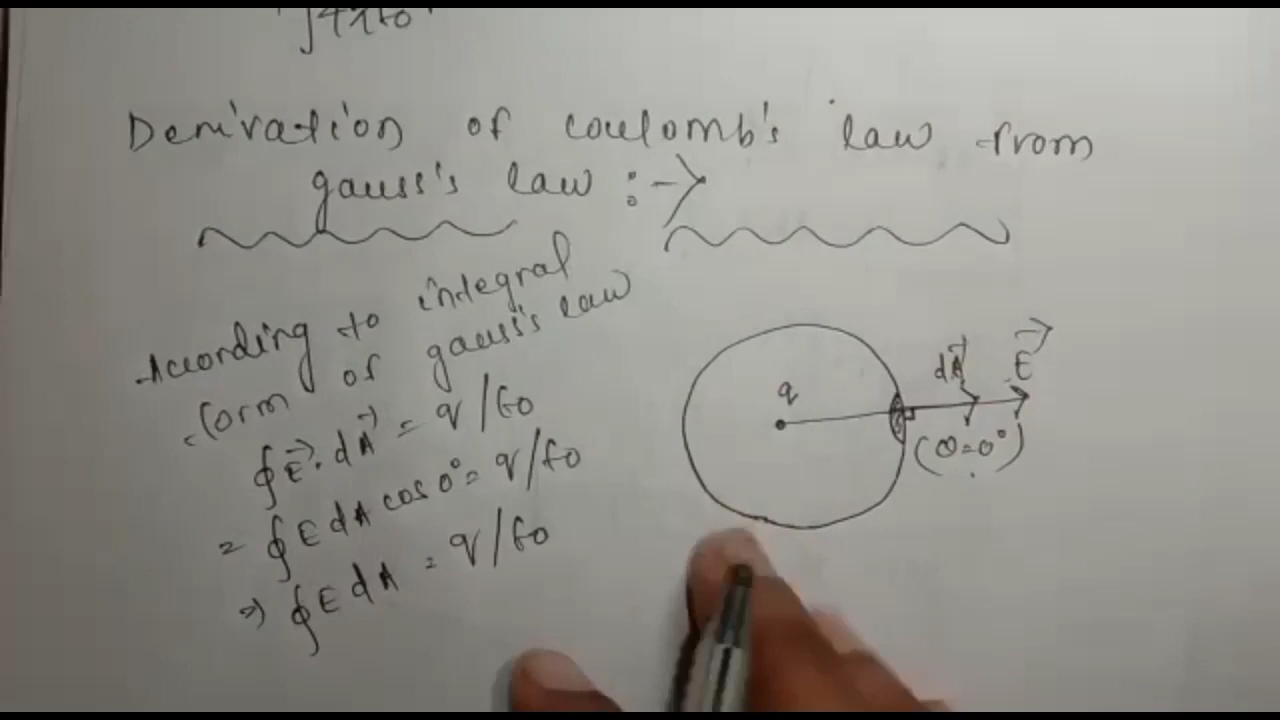 ∫4πε0
Derivation of coulomb's law from
gauss's law :->
According to integral
form of gauss's law
∮E⃗.dA⃗ = q/ε0
= ∮E dA cos 0° = q/ε0
⇒ ∮E dA = q/ε0
q
dA⃗
E⃗
(θ=0°)